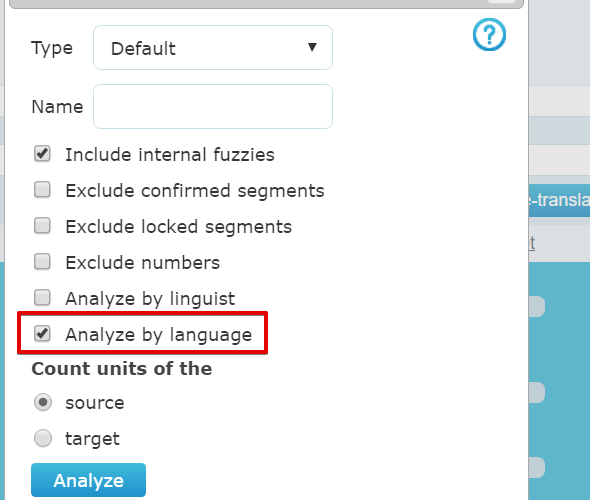 Type Default
?
Name
Include internal fuzzies
Exclude confirmed segments
Exclude locked segments
e-transla
Exclude numbers
t
Analyze by linguist
Analyze by language
Count units of the
source
target
Analyze